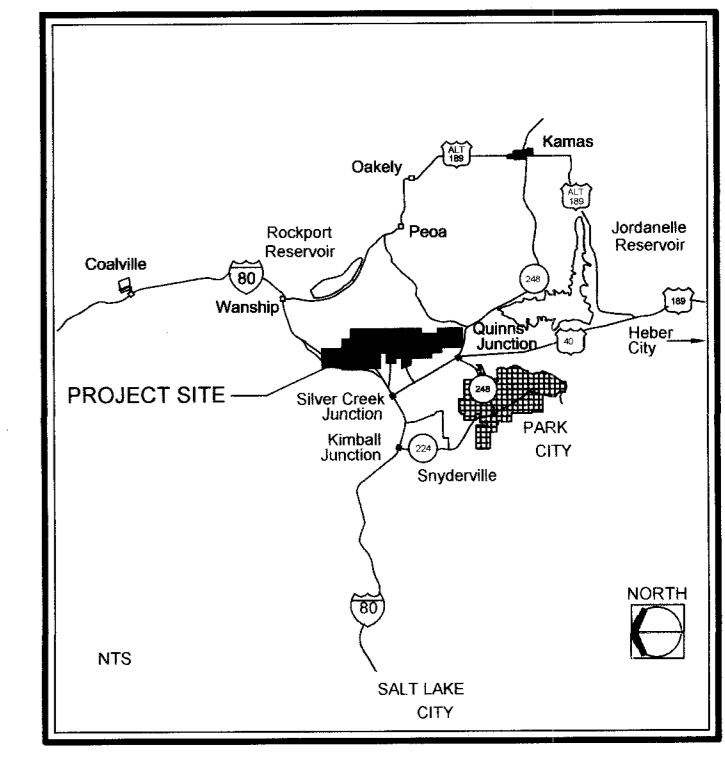 Kamas
ALT
189
Oakely
ALT
189
Peoa
Jordanelle
Reservoir
Rockport
Reservoir
Coalville
80
248
Wanship
189
Quinns
Junction
40
Heber
City
PROJECT SITE
Silver Creek
Junction
248
PARK
CITY
Kimball
Junction
224
Snyderville
80
NORTH
NTS
SALT LAKE
CITY